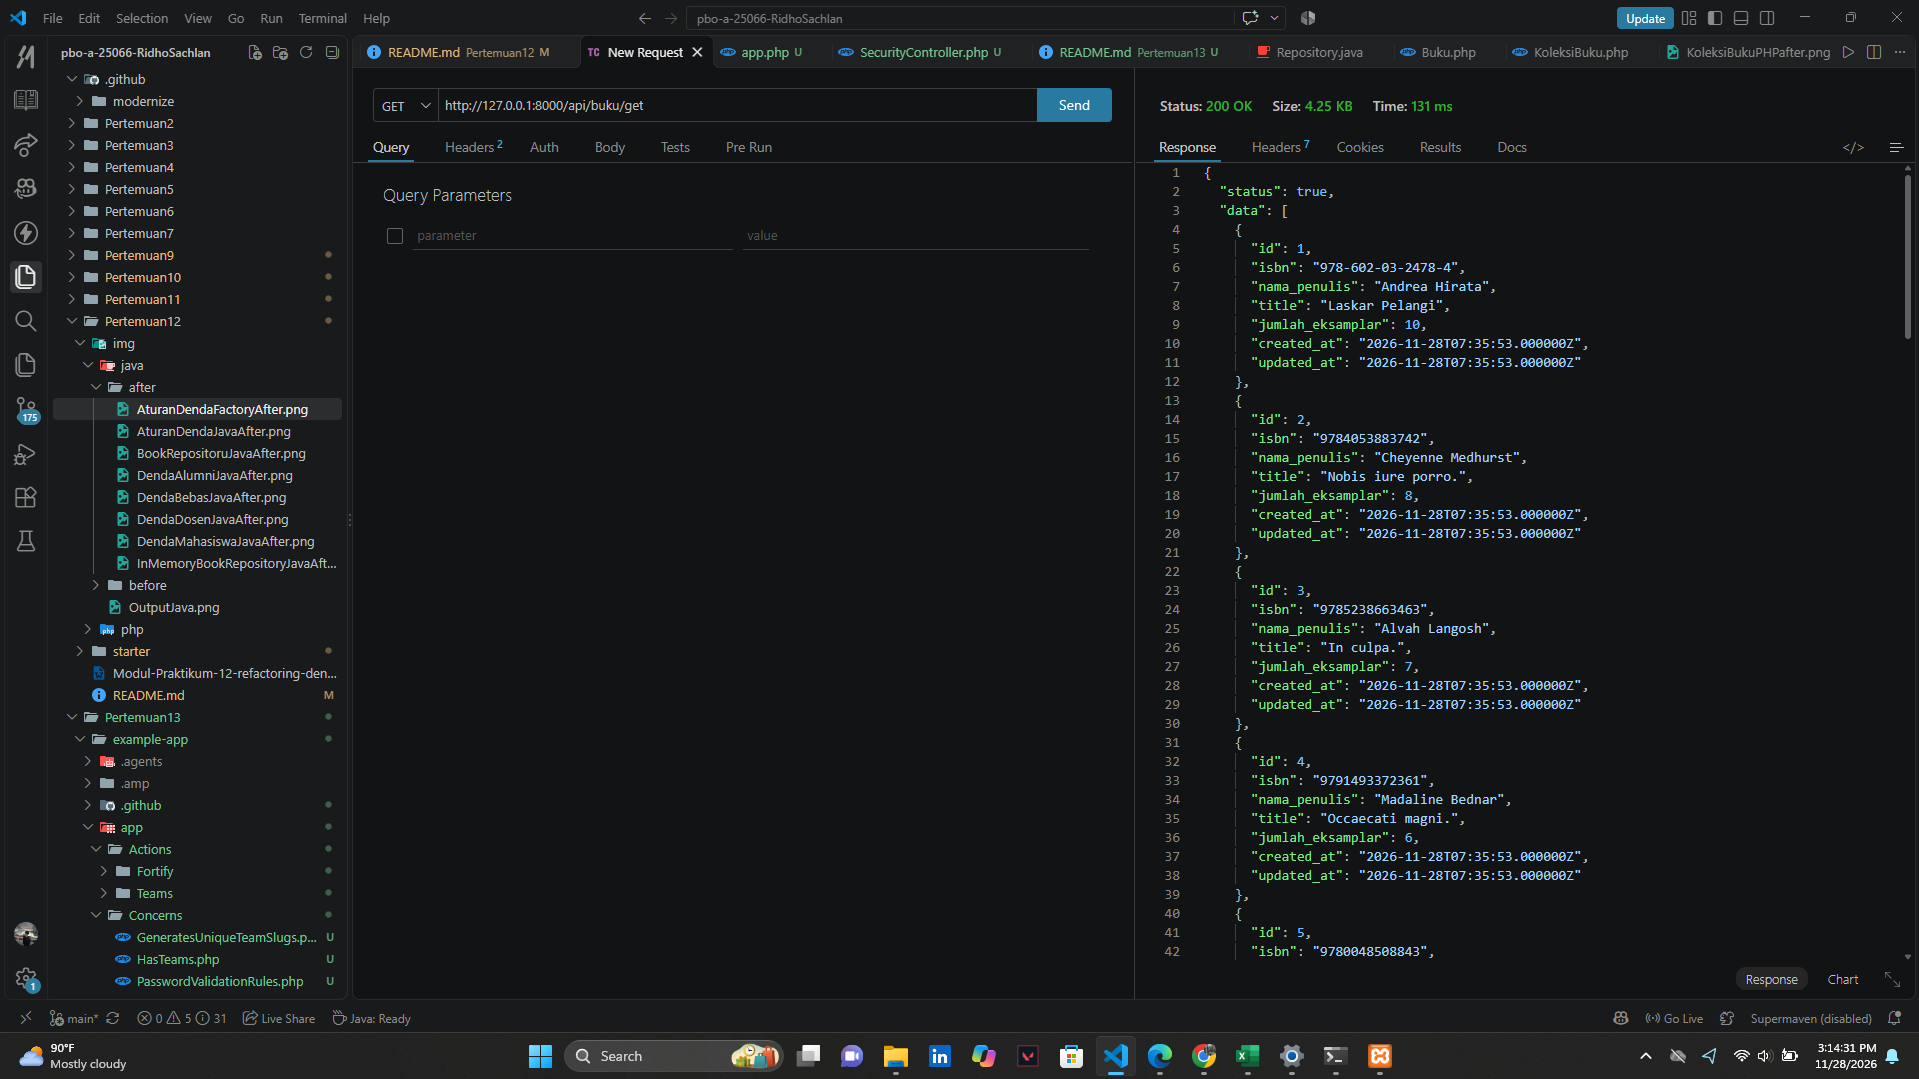 File Edit Selection View Go Run Terminal Help
pbo-a-25066-RidhoSachlan
Update
pbo-a-25066-RidhoSachlan
.github
modernize
Pertemuan2
Pertemuan3
Pertemuan4
Pertemuan5
Pertemuan6
Pertemuan7
Pertemuan9
Pertemuan10
Pertemuan11
Pertemuan12
img
java
after
AturanDendaFactoryAfter.png
AturanDendaJavaAfter.png
BookRepositoruJavaAfter.png
DendaAlumniJavaAfter.png
DendaBebasJavaAfter.png
DendaDosenJavaAfter.png
DendaMahasiswaJavaAfter.png
InMemoryBookRepositoryJavaAft...
before
OutputJava.png
php
starter
Modul-Praktikum-12-refactoring-den...
README.md M
Pertemuan13
example-app
.agents
.amp
.github
app
Actions
Fortify
Teams
Concerns
GeneratesUniqueTeamSlugs.p... U
HasTeams.php U
PasswordValidationRules.php U
175
1
README.md Pertemuan12 M
TC New Request
app.php U
SecurityController.php U
README.md Pertemuan13 U
Repository.java
Buku.php
KoleksiBuku.php
KoleksiBukuPHPafter.png
GET http://127.0.0.1:8000/api/buku/get Send
Query Headers 2 Auth Body Tests Pre Run
Query Parameters
parameter value
Status: 200 OK Size: 4.25 KB Time: 131 ms
Response Headers 7 Cookies Results Docs
1 {
2 "status": true,
3 "data": [
4 {
5 "id": 1,
6 "isbn": "978-602-03-2478-4",
7 "nama_penulis": "Andrea Hirata",
8 "title": "Laskar Pelangi",
9 "jumlah_eksamplar": 10,
10 "created_at": "2026-11-28T07:35:53.000000Z",
11 "updated_at": "2026-11-28T07:35:53.000000Z"
12 },
13 {
14 "id": 2,
15 "isbn": "9784053883742",
16 "nama_penulis": "Cheyenne Medhurst",
17 "title": "Nobis iure porro.",
18 "jumlah_eksamplar": 8,
19 "created_at": "2026-11-28T07:35:53.000000Z",
20 "updated_at": "2026-11-28T07:35:53.000000Z"
21 },
22 {
23 "id": 3,
24 "isbn": "9785238663463",
25 "nama_penulis": "Alvah Langosh",
26 "title": "In culpa.",
27 "jumlah_eksamplar": 7,
28 "created_at": "2026-11-28T07:35:53.000000Z",
29 "updated_at": "2026-11-28T07:35:53.000000Z"
30 },
31 {
32 "id": 4,
33 "isbn": "9791493372361",
34 "nama_penulis": "Madaline Bednar",
35 "title": "Occaecati magni.",
36 "jumlah_eksamplar": 6,
37 "created_at": "2026-11-28T07:35:53.000000Z",
38 "updated_at": "2026-11-28T07:35:53.000000Z"
39 },
40 {
41 "id": 5,
42 "isbn": "9780048508843",
Response Chart
main* 0 5 31 Live Share Java: Ready
Go Live Supermaven (disabled)
90°F
Mostly cloudy
Search
3:14:31 PM
11/28/2026